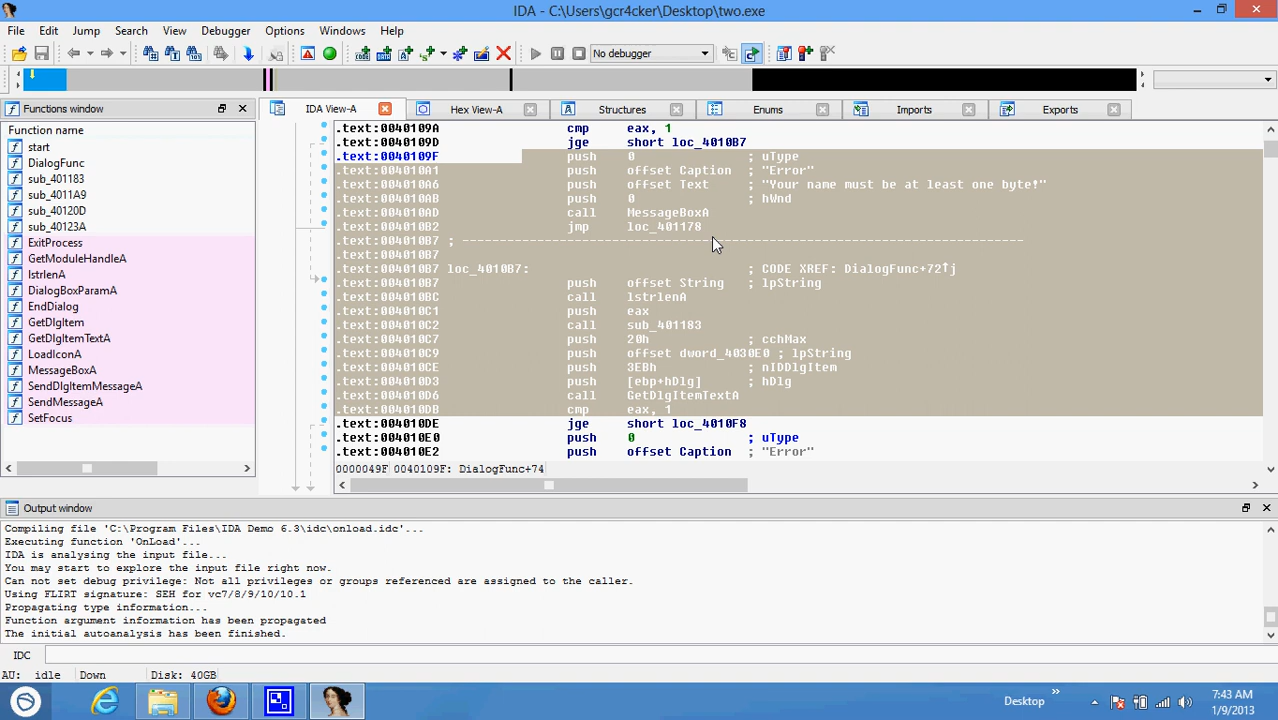 IDA - C:\Users\gcr4cker\Desktop\two.exe
File Edit Jump Search View Debugger Options Windows Help
No debugger
Functions window
IDA View-A Hex View-A Structures Enums Imports Exports
Function name
start
DialogFunc
sub_401183
sub_4011A9
sub_40120D
sub_40123A
ExitProcess
GetModuleHandleA
lstrlenA
DialogBoxParamA
EndDialog
GetDlgItem
GetDlgItemTextA
LoadIconA
MessageBoxA
SendDlgItemMessageA
SendMessageA
SetFocus
.text:0040109A cmp eax, 1
.text:0040109D jge short loc_4010B7
.text:0040109F push 0 ; uType
.text:004010A1 push offset Caption ; "Error"
.text:004010A6 push offset Text ; "Your name must be at least one byte!"
.text:004010AB push 0 ; hWnd
.text:004010AD call MessageBoxA
.text:004010B2 jmp loc_401178
.text:004010B7 ; ---------------------------------------------------------------------------
.text:004010B7
.text:004010B7 loc_4010B7: ; CODE XREF: DialogFunc+72↑j
.text:004010B7 push offset String ; lpString
.text:004010BC call lstrlenA
.text:004010C1 push eax
.text:004010C2 call sub_401183
.text:004010C7 push 20h ; cchMax
.text:004010C9 push offset dword_4030E0 ; lpString
.text:004010CE push 3EBh ; nIDDlgItem
.text:004010D3 push [ebp+hDlg] ; hDlg
.text:004010D6 call GetDlgItemTextA
.text:004010DB cmp eax, 1
.text:004010DE jge short loc_4010F8
.text:004010E0 push 0 ; uType
.text:004010E2 push offset Caption ; "Error"
0000049F 0040109F: DialogFunc+74
Output window
Compiling file 'C:\Program Files\IDA Demo 6.3\idc\onload.idc'...
Executing function 'OnLoad'...
IDA is analysing the input file...
You may start to explore the input file right now.
Can not set debug privilege: Not all privileges or groups referenced are assigned to the caller.
Using FLIRT signature: SEH for vc7/8/9/10/10.1
Propagating type information...
Function argument information has been propagated
The initial autoanalysis has been finished.
IDC
AU: idle Down Disk: 40GB
Desktop
7:43 AM
1/9/2013